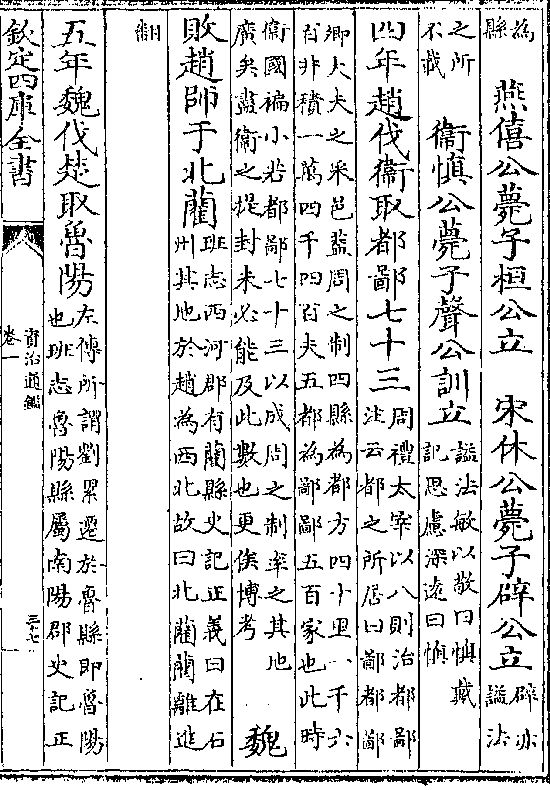 為
縣
燕僖公薨子桓公立
宋休公薨子辟公立
辟亦
謚法
之所
不載
衛慎公薨子聲公訓立
謚法敏以敬曰慎戴
記思慮深遠曰慎
四年趙伐衛取都鄙七十三
周禮太宰以八則治都鄙
注云都之所居曰鄙都鄙
卿大夫之采邑葢周之制四縣為都方四十里一千六
百井積一萬四千四百夫五都為鄙鄙五百家也此時
衛國褊小若都鄙七十三以成周之制率之其地
廣矣盡衛之提封未必能及此數也更俟博考
魏
敗趙師于北藺
班志西河郡有藺縣史記正義曰在石
州其地於趙為西北故曰北藺藺離進
翻
五年魏伐楚取魯陽
左傳所謂劉累遷於魯縣即魯陽
也班志魯陽縣屬南陽郡史記正
欽定四庫全書
資治通鑑
卷一
三十七